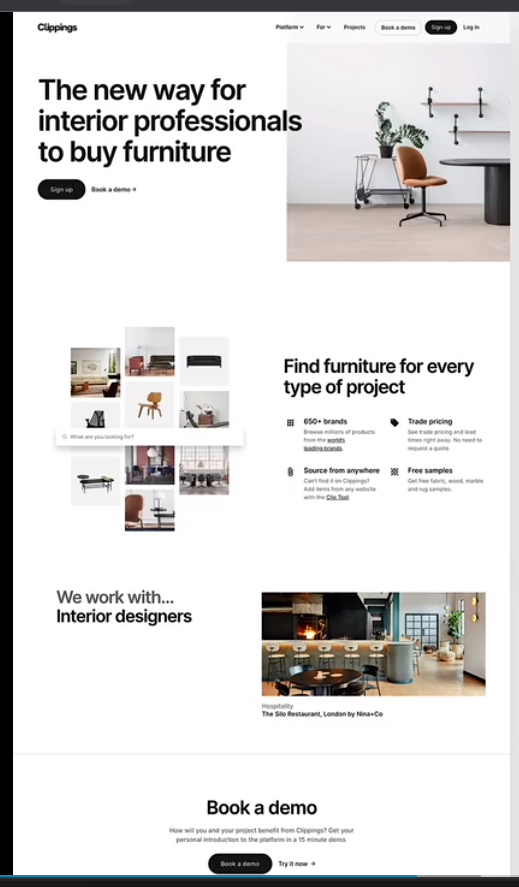 Clippings
Platform
For
Projects
Book a demo
Sign up
Log in
The new way for
interior professionals
to buy furniture
Sign up
Book a demo →
What are you looking for?
Find furniture for every
type of project
650+ brands
Browse millions of products
from the world's
leading brands.
Trade pricing
See trade pricing and lead
times right away. No need to
request a quote.
Source from anywhere
Can't find it on Clippings?
Add items from any website
with the Clip Tool.
Free samples
Get free fabric, wood, marble
and rug samples.
We work with...
Interior designers
Hospitality
The Silo Restaurant, London by Nina+Co
Book a demo
How will you and your project benefit from Clippings? Get your
personal introduction to the platform in a 15 minute demo.
Book a demo
Try it now →